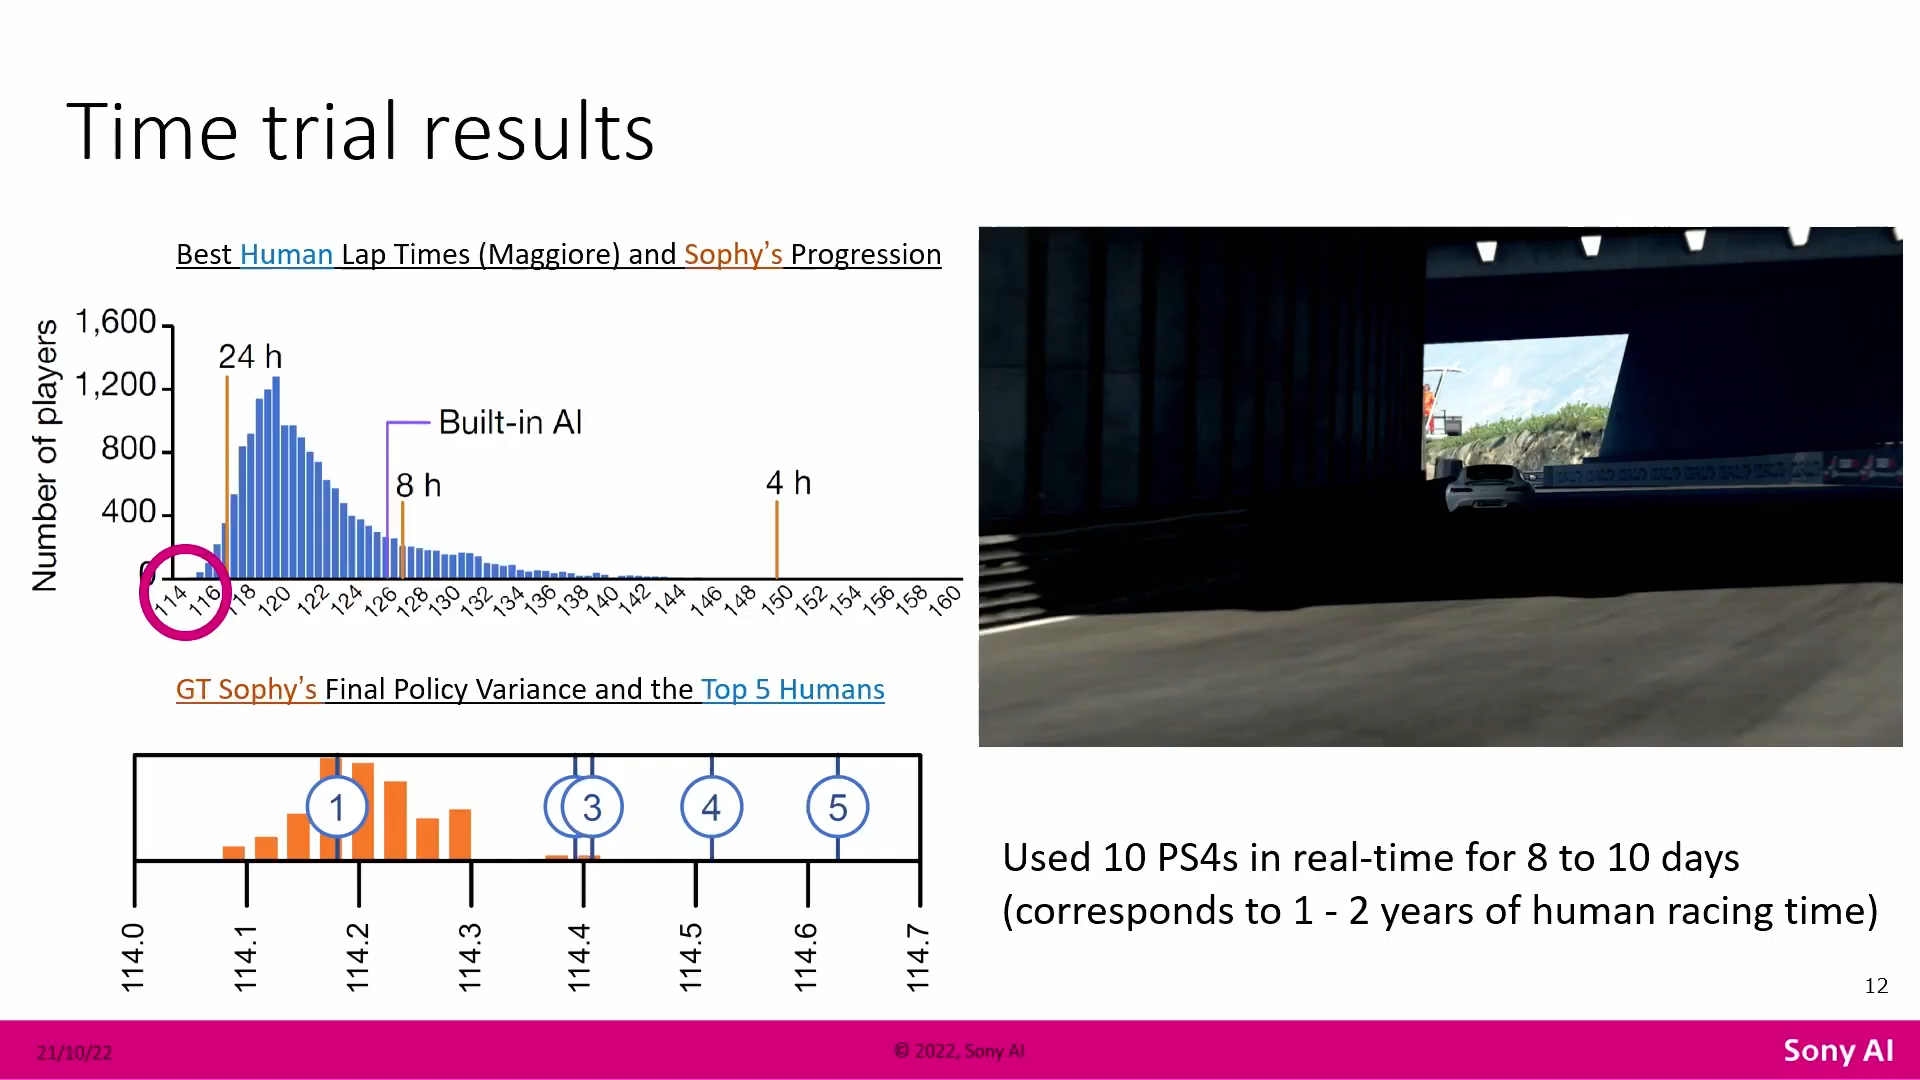 Time trial results
Best Human Lap Times (Maggiore) and Sophy's Progression
Number of players
1,600
1,200
800
400
0
24 h
Built-in AI
8 h
4 h
114 116 118 120 122 124 126 128 130 132 134 136 138 140 142 144 146 148 150 152 154 156 158 160
GT Sophy's Final Policy Variance and the Top 5 Humans
1 3 4 5
114.0 114.1 114.2 114.3 114.4 114.5 114.6 114.7
Used 10 PS4s in real-time for 8 to 10 days
(corresponds to 1 - 2 years of human racing time)
12
21/10/22
© 2022, Sony AI
Sony AI